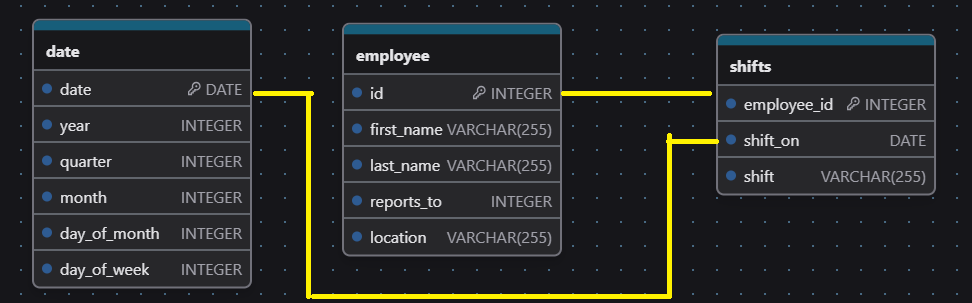 date
date DATE
year INTEGER
quarter INTEGER
month INTEGER
day_of_month INTEGER
day_of_week INTEGER
employee
id INTEGER
first_name VARCHAR(255)
last_name VARCHAR(255)
reports_to INTEGER
location VARCHAR(255)
shifts
employee_id INTEGER
shift_on DATE
shift VARCHAR(255)